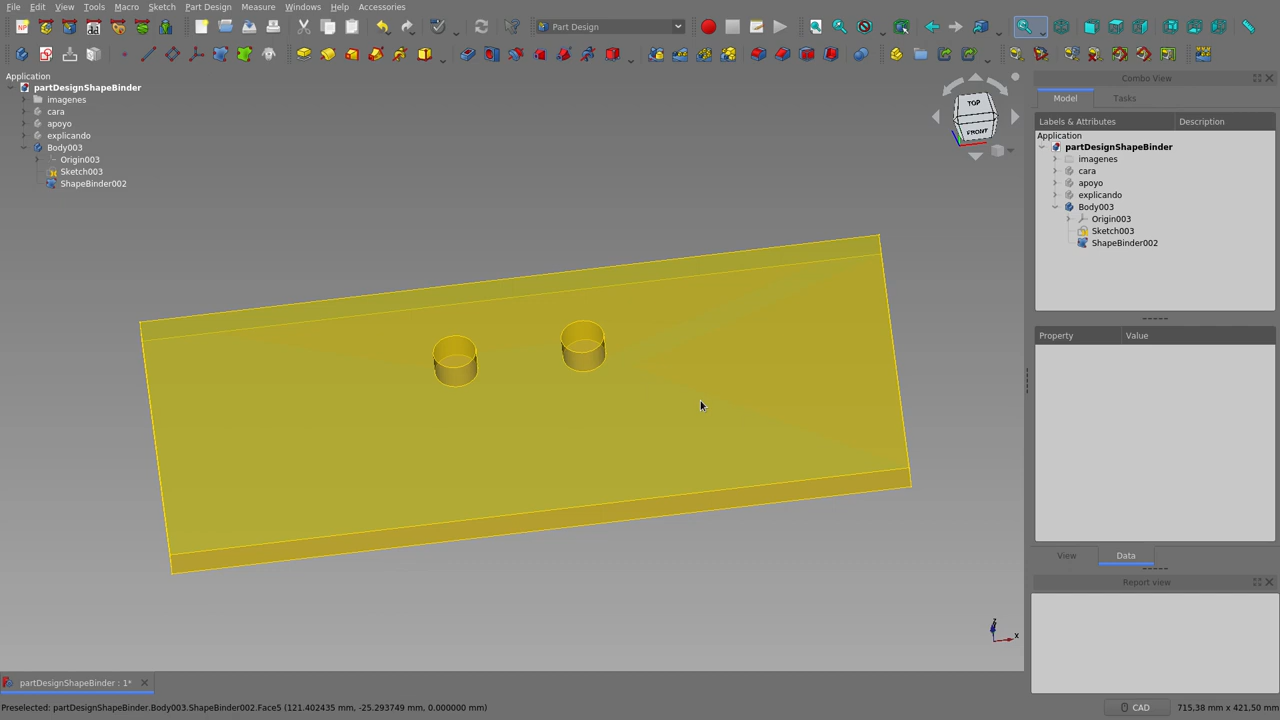 File Edit View Tools Macro Sketch Part Design Measure Windows Help Accessories
Part Design
Application
partDesignShapeBinder
imagenes
cara
apoyo
explicando
Body003
Origin003
Sketch003
ShapeBinder002
TOP
FRONT
x
Combo View
Model Tasks
Labels & Attributes Description
Application
partDesignShapeBinder
imagenes
cara
apoyo
explicando
Body003
Origin003
Sketch003
ShapeBinder002
Property Value
View Data
Report view
partDesignShapeBinder : 1*
Preselected: partDesignShapeBinder.Body003.ShapeBinder002.Face5 (121.402435 mm, -25.293749 mm, 0.000000 mm)
CAD
715,38 mm x 421,50 mm